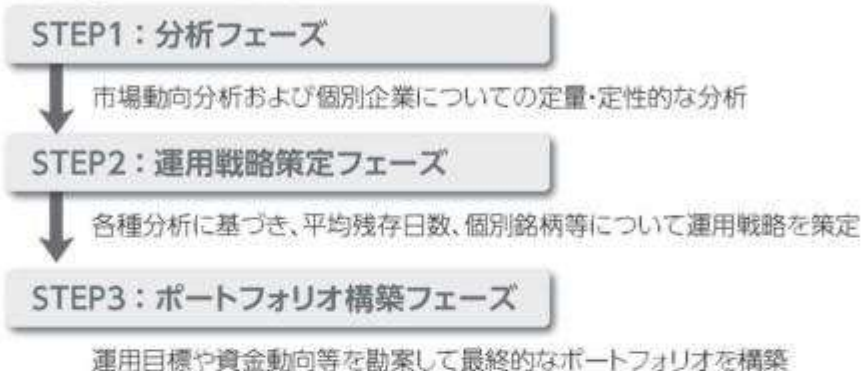 STEP1：分析フェーズ
市場動向分析および個別企業についての定量・定性的な分析
STEP2：運用戦略策定フェーズ
各種分析に基づき、平均残存日数、個別銘柄等について運用戦略を策定
STEP3：ポートフォリオ構築フェーズ
運用目標や資金動向等を勘案して最終的なポートフォリオを構築